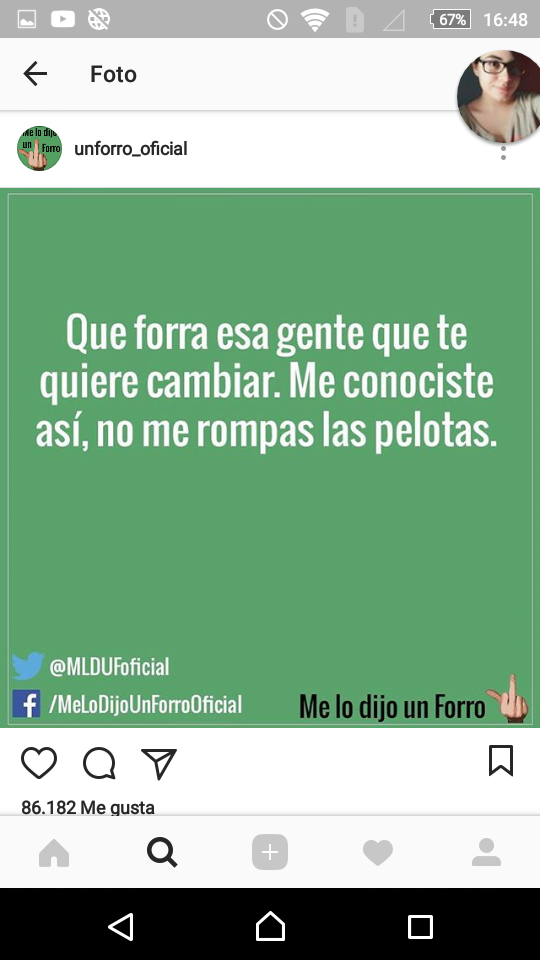 67% 16:48
Foto
Me lo dijo
un Forro
unforro_oficial
Que forra esa gente que te
quiere cambiar. Me conociste
así, no me rompas las pelotas.
@MLDUFoficial
f /MeLoDijoUnForroOficial
Me lo dijo un Forro
86.182 Me gusta